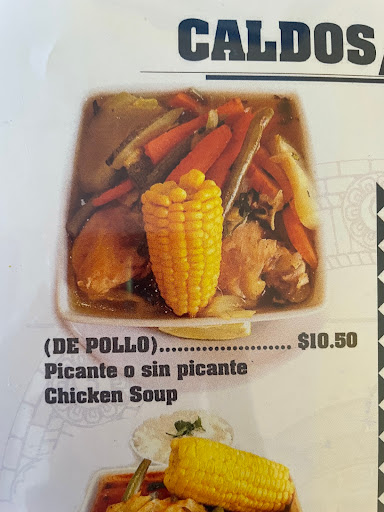 CALDOS
(DE POLLO)...................... $10.50
Picante o sin picante
Chicken Soup